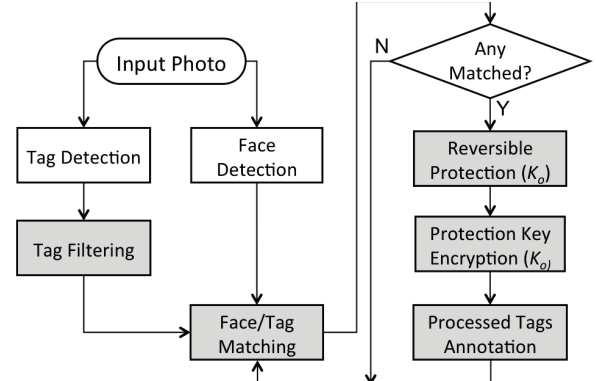 Input Photo
Tag Detection
Face
Detection
Tag Filtering
Face/Tag
Matching
N
Any
Matched?
Y
Reversible
Protection (Ko)
Protection Key
Encryption (Ko)
Processed Tags
Annotation